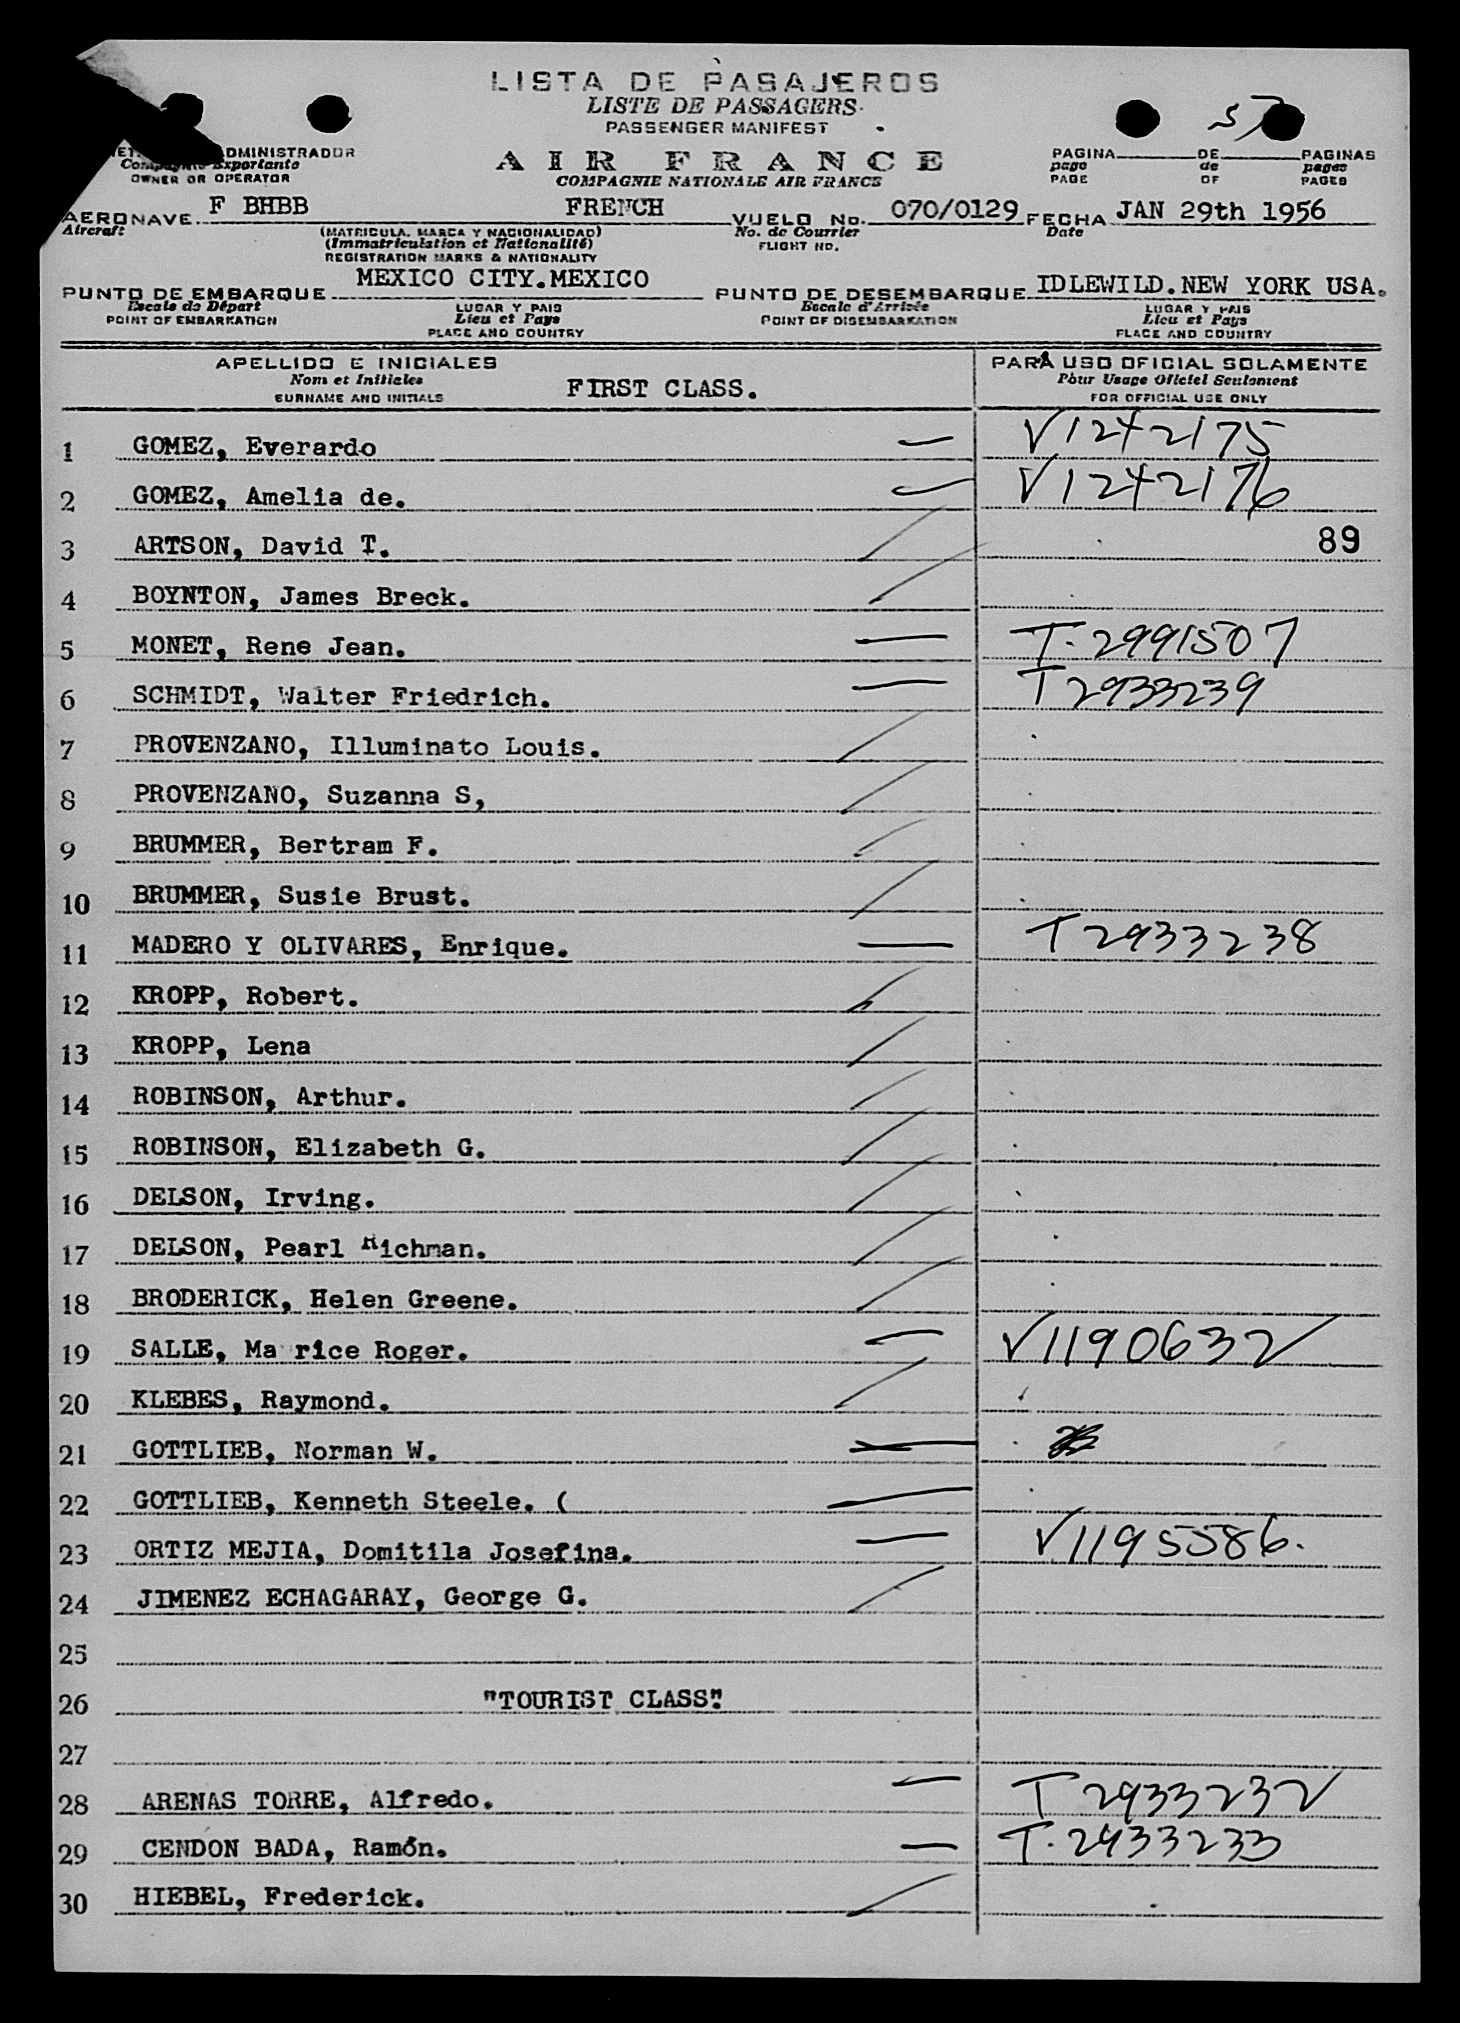 LISTA DE PASAJEROS
LISTE DE PASSAGERS
PASSENGER MANIFEST
57
ADMINISTRADOR
Exportante
OWNER OR OPERATOR
AIR FRANCE
COMPAGNIE NATIONALE AIR FRANCE
PAGINA DE PAGINAS
page de pages
PAGE OF PAGES
AERONAVE F BHBB FRENCH VUELO No. 070/0129 FECHA JAN 29th 1956
Aircraft (MATRICULA, MARCA Y NACIONALIDAD) No. de Courrier Date
(Immatriculation et Nationalité) FLIGHT NO.
REGISTRATION MARKS & NATIONALITY
PUNTO DE EMBARQUE MEXICO CITY.MEXICO PUNTO DE DESEMBARQUE IDLEWILD.NEW YORK USA.
Escale de Départ LUGAR Y PAIS Escale d'Arrivée LUGAR Y PAIS
POINT OF EMBARKATION Lieu et Pays POINT OF DISEMBARKATION Lieu et Pays
PLACE AND COUNTRY PLACE AND COUNTRY
APELLIDO E INICIALES PARA USO OFICIAL SOLAMENTE
Nom et Initiales FIRST CLASS. Pour Usage Officiel Seulement
SURNAME AND INITIALS FOR OFFICIAL USE ONLY
1 GOMEZ, Everardo V1242175
2 GOMEZ, Amelia de. V1242176
3 ARTSON, David T. 89
4 BOYNTON, James Breck.
5 MONET, Rene Jean. T. 2991507
6 SCHMIDT, Walter Friedrich. T2933239
7 PROVENZANO, Illuminato Louis.
8 PROVENZANO, Suzanna S,
9 BRUMMER, Bertram F.
10 BRUMMER, Susie Brust.
11 MADERO Y OLIVARES, Enrique. T2933238
12 KROPP, Robert.
13 KROPP, Lena
14 ROBINSON, Arthur.
15 ROBINSON, Elizabeth G.
16 DELSON, Irving.
17 DELSON, Pearl Richman.
18 BRODERICK, Helen Greene.
19 SALLE, Ma rice Roger. V1190632
20 KLEBES, Raymond.
21 GOTTLIEB, Norman W.
22 GOTTLIEB, Kenneth Steele. (
23 ORTIZ MEJIA, Domitila Josefina. V1195586.
24 JIMENEZ ECHAGARAY, George G.
25
26 "TOURIST CLASS".
27
28 ARENAS TORRE, Alfredo. T2933232
29 CENDON BADA, Ramón. T. 2933233
30 HIEBEL, Frederick.